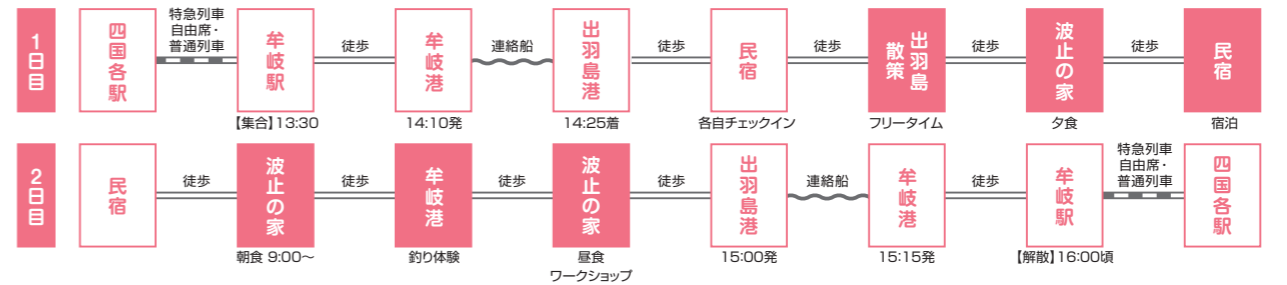 1日目
四国各駅
特急列車
自由席・
普通列車
牟岐駅
【集合】13:30
徒歩
牟岐港
14:10発
連絡船
出羽島港
14:25着
徒歩
民宿
各自チェックイン
徒歩
出羽島
散策
フリータイム
徒歩
波止の家
夕食
徒歩
民宿
宿泊
2日目
民宿
徒歩
波止の家
朝食 9:00～
徒歩
牟岐港
釣り体験
徒歩
波止の家
昼食
ワークショップ
徒歩
出羽島港
15:00発
連絡船
牟岐港
15:15発
徒歩
牟岐駅
【解散】16:00頃
特急列車
自由席・
普通列車
四国各駅